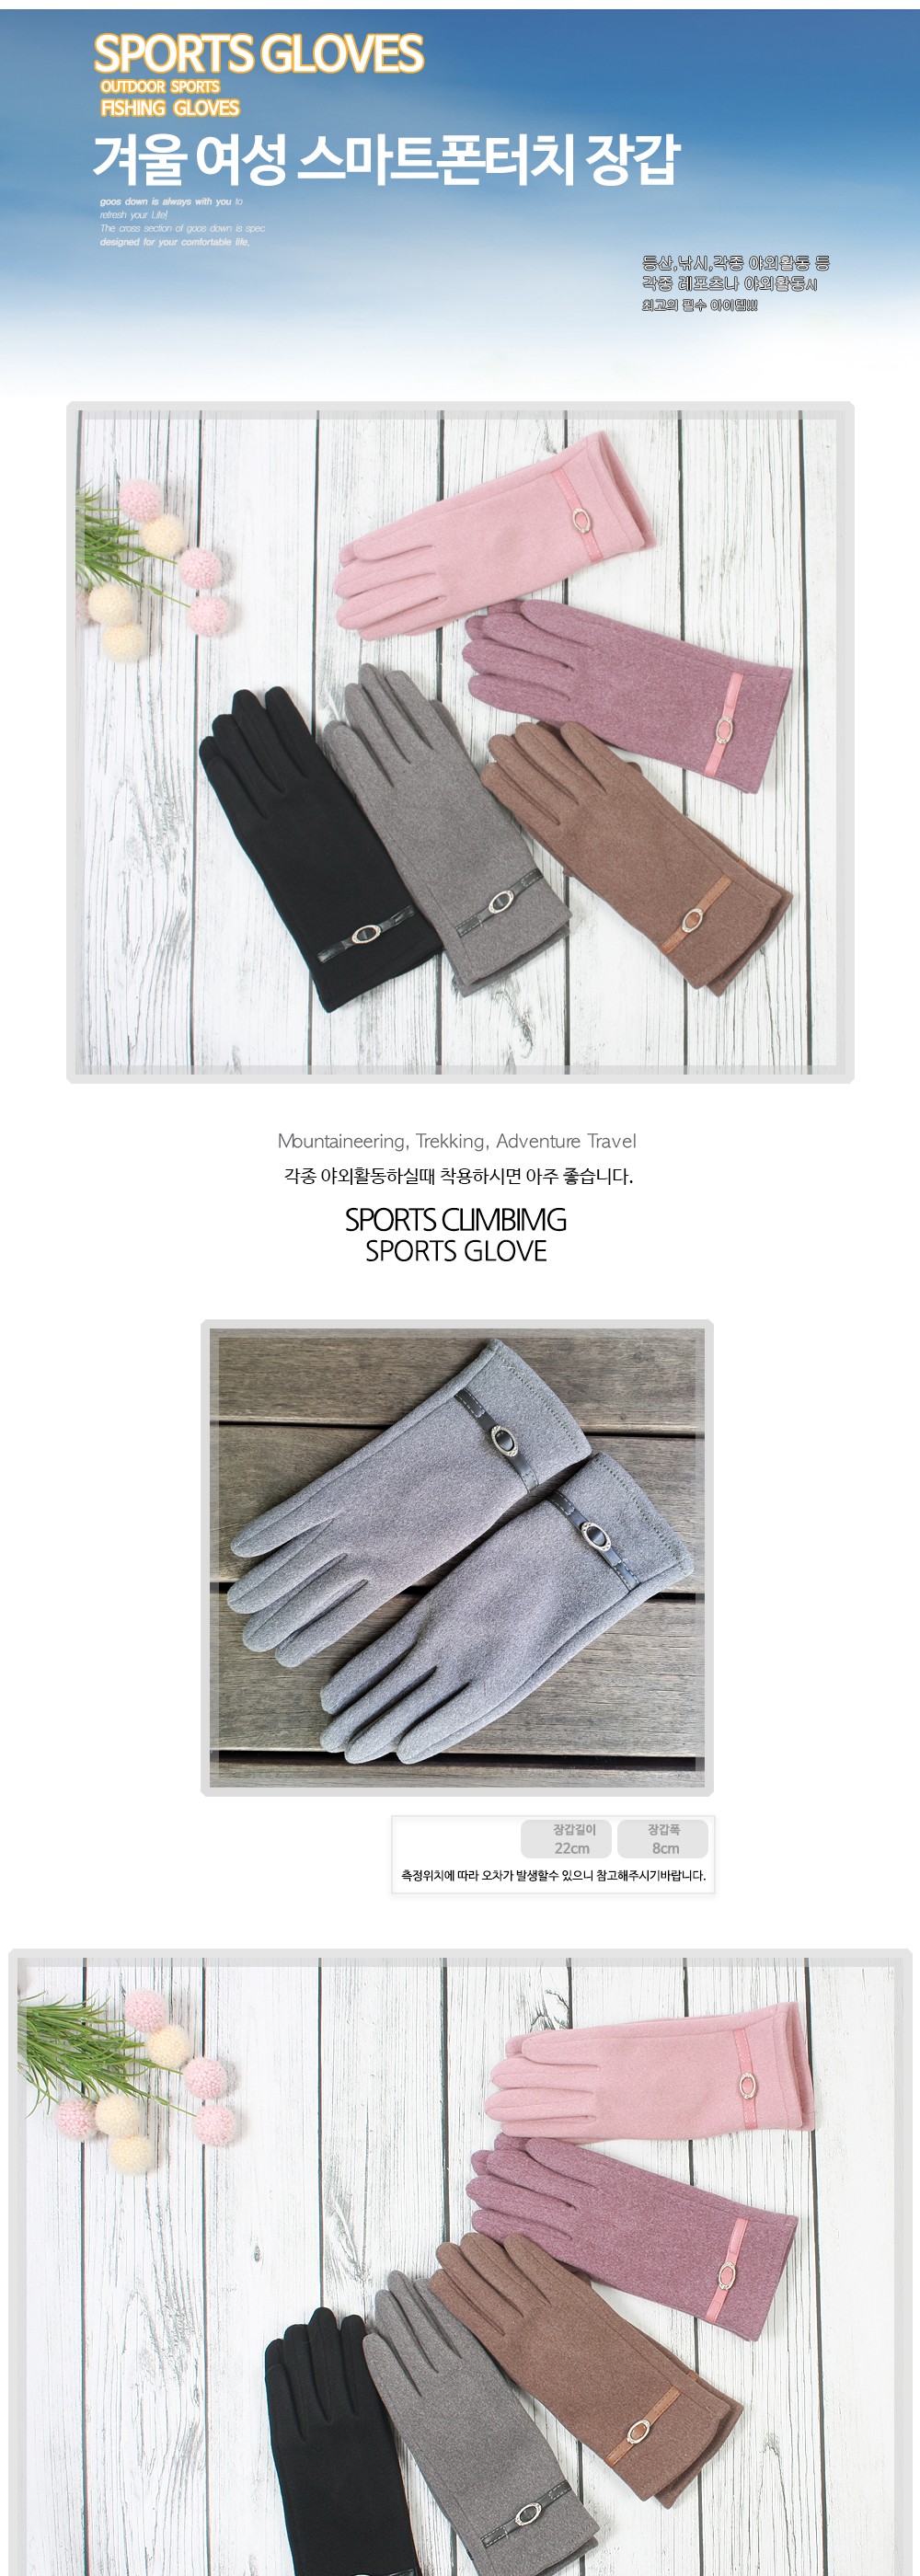 SPORTS GLOVES
OUTDOOR SPORTS
FISHING GLOVES
겨울 여성 스마트폰터치 장갑
goos down is always with you to
refresh your Life!
The cross section of goos down is spec
designed for your comfortable life,
등산,낚시,각종 야외활동 등
각종 레포츠나 야외활동시
최고의 필수 아이템!!!
Mountaineering, Trekking, Adventure Travel
각종 야외활동하실때 착용하시면 아주 좋습니다.
SPORTS CLIMBIMG
SPORTS GLOVE
장갑길이 장갑폭
22cm 8cm
측정위치에 따라 오차가 발생할수 있으니 참고해주시기바랍니다.